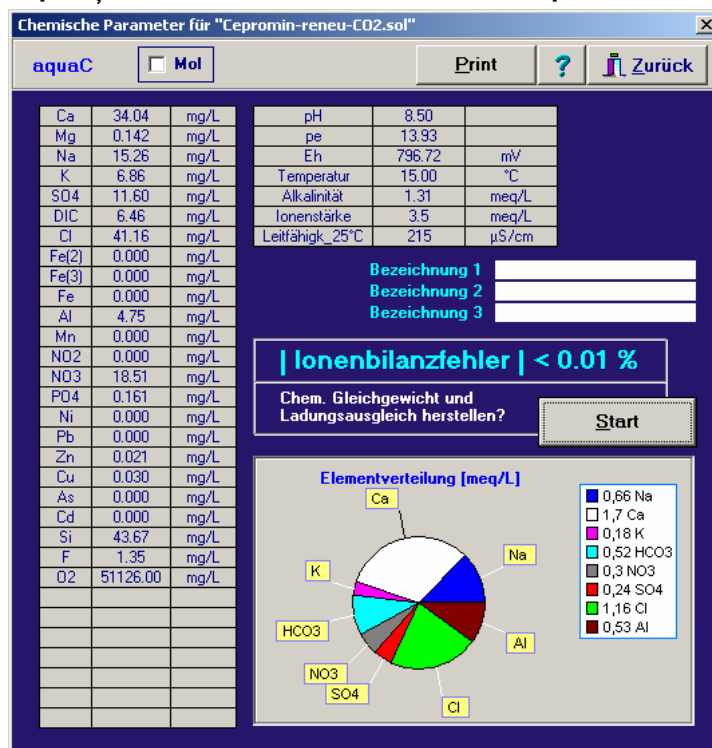 Chemische Parameter für "Cepromin-reneu-CO2.sol"
aquaC Mol Print ? Zurück
Ca 34.04 mg/L
Mg 0.142 mg/L
Na 15.26 mg/L
K 6.86 mg/L
SO4 11.60 mg/L
DIC 6.46 mg/L
Cl 41.16 mg/L
Fe(2) 0.000 mg/L
Fe(3) 0.000 mg/L
Fe 0.000 mg/L
Al 4.75 mg/L
Mn 0.000 mg/L
NO2 0.000 mg/L
NO3 18.51 mg/L
PO4 0.161 mg/L
Ni 0.000 mg/L
Pb 0.000 mg/L
Zn 0.021 mg/L
Cu 0.030 mg/L
As 0.000 mg/L
Cd 0.000 mg/L
Si 43.67 mg/L
F 1.35 mg/L
O2 51126.00 mg/L
pH 8.50
pe 13.93
Eh 796.72 mV
Temperatur 15.00 °C
Alkalinität 1.31 meq/L
Ionenstärke 3.5 meq/L
Leitfähigk_25°C 215 µS/cm
Bezeichnung 1
Bezeichnung 2
Bezeichnung 3
| Ionenbilanzfehler | < 0.01 %
Chem. Gleichgewicht und
Ladungsausgleich herstellen?
Start
Elementverteilung [meq/L]
Ca
Na
K
HCO3
Al
NO3
SO4
Cl
0,66 Na
1,7 Ca
0,18 K
0,52 HCO3
0,3 NO3
0,24 SO4
1,16 Cl
0,53 Al